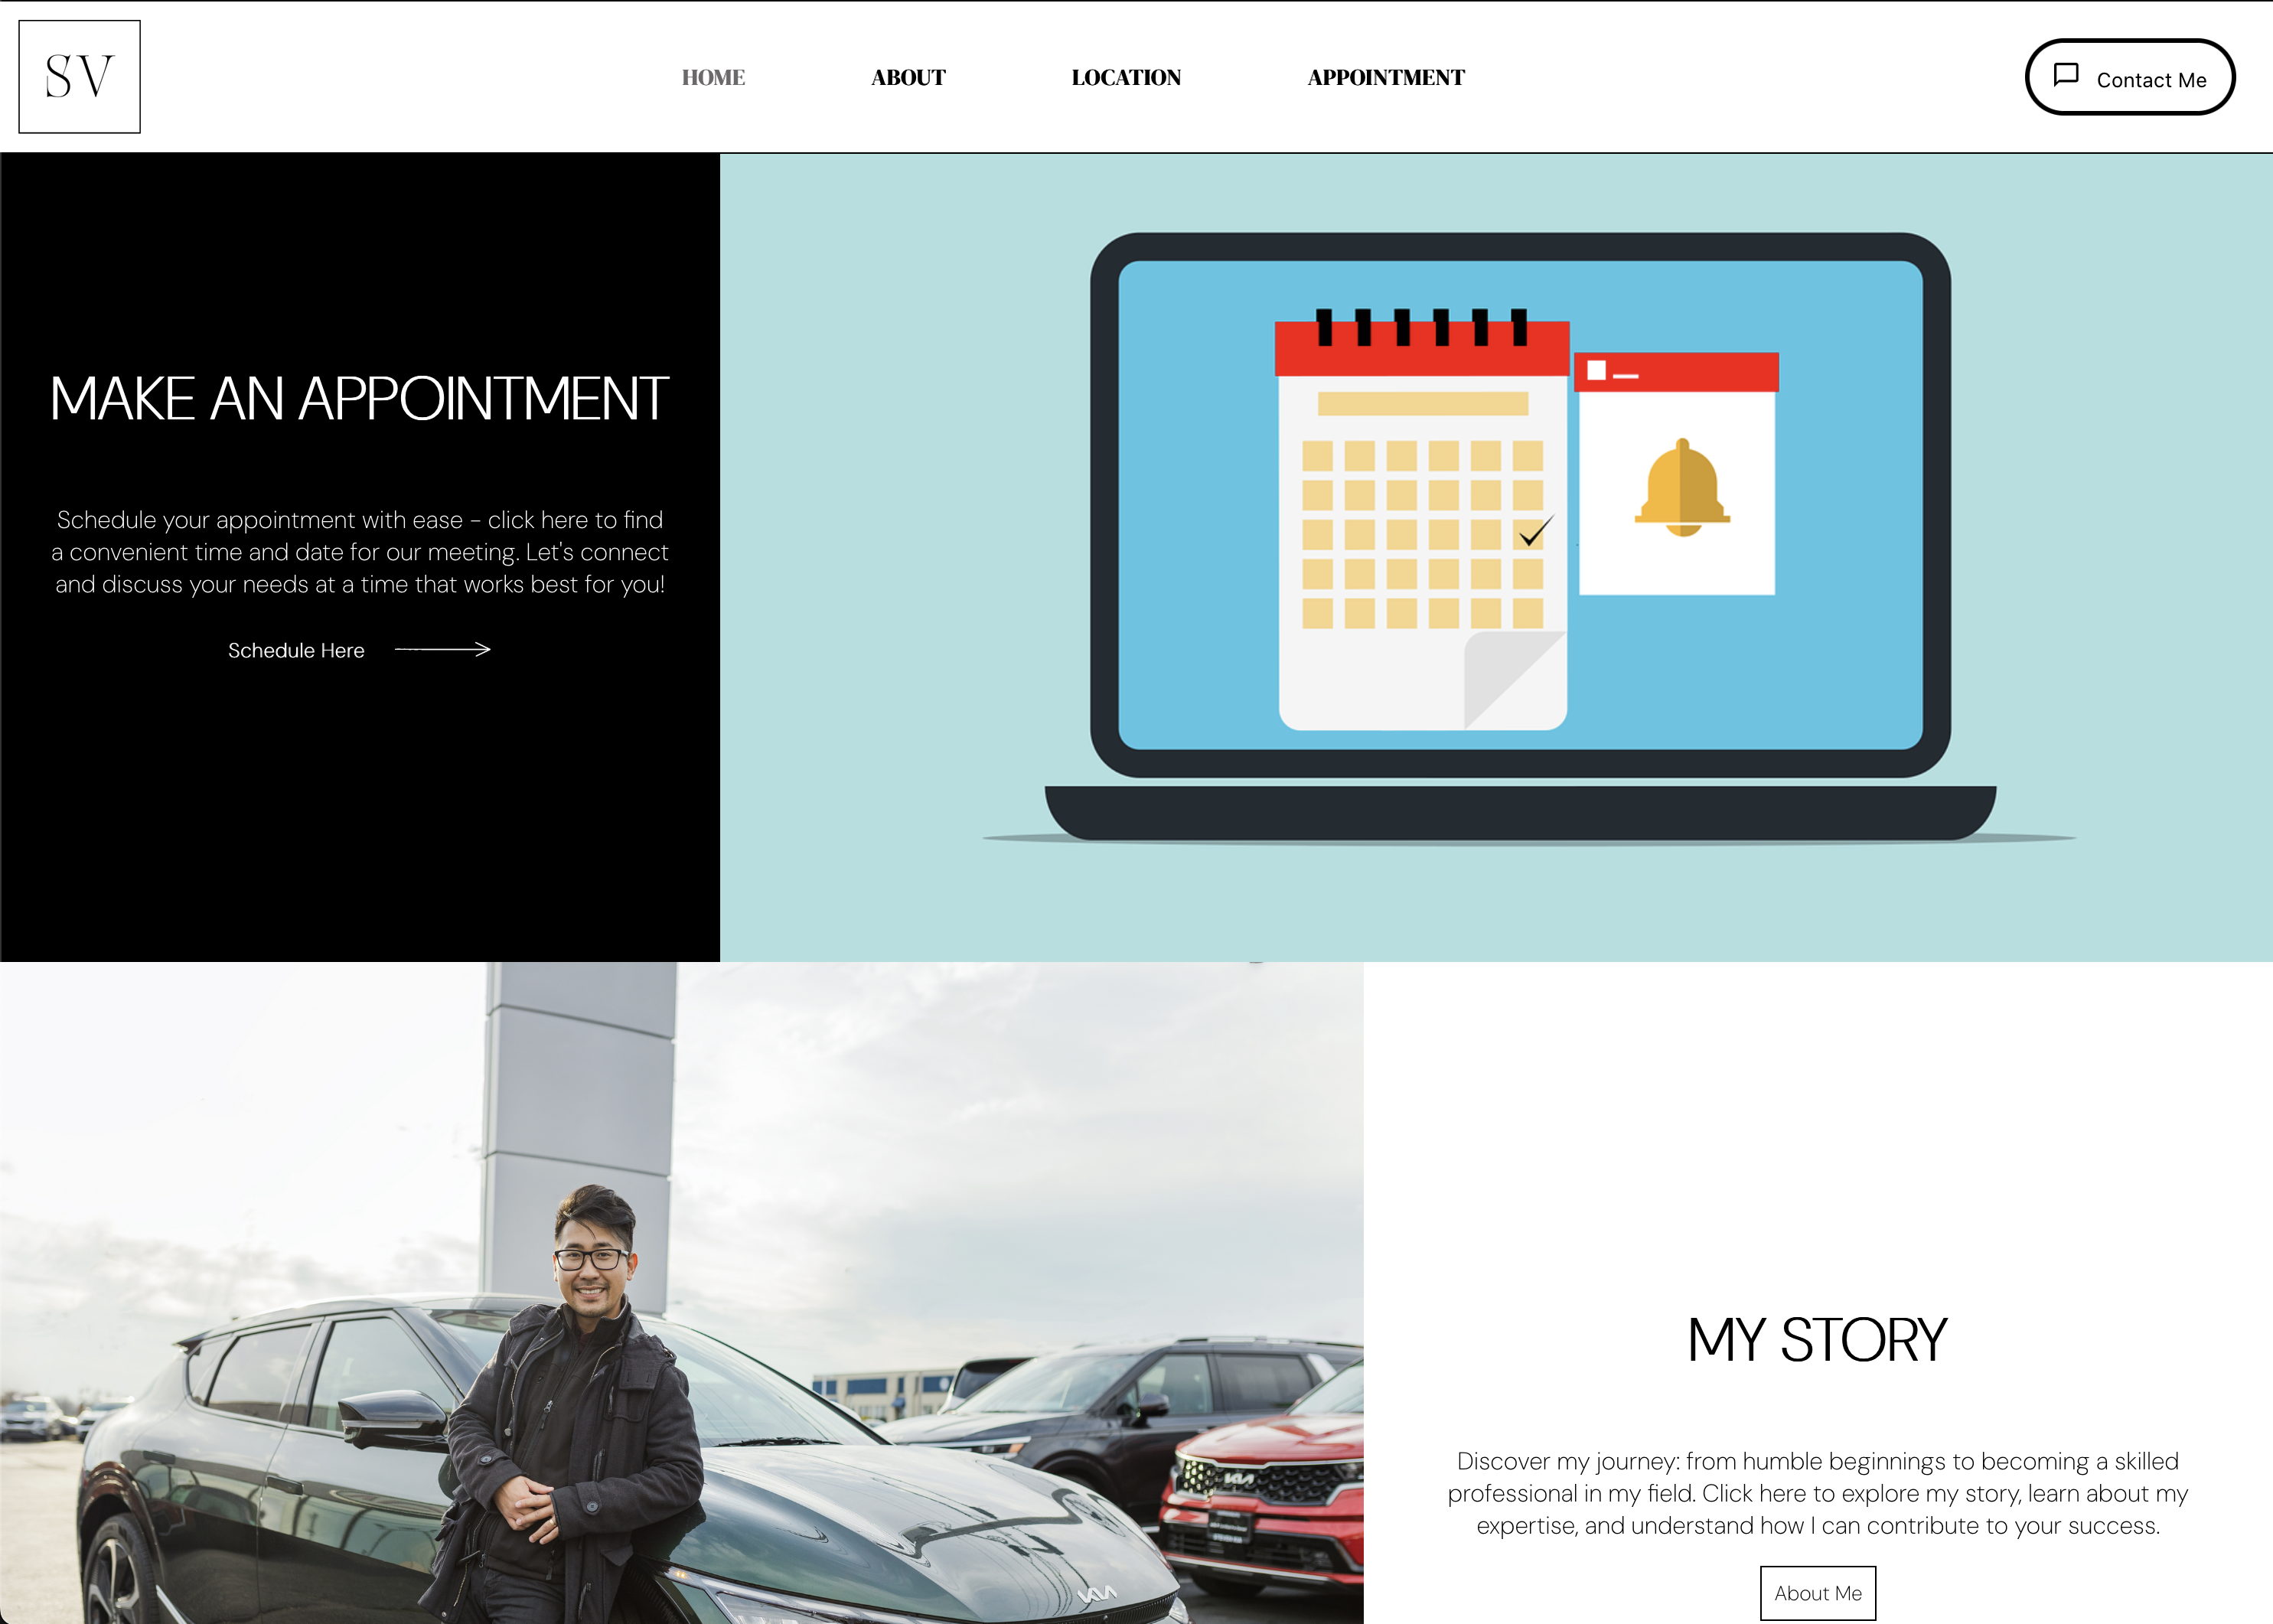 SV
HOME
ABOUT
LOCATION
APPOINTMENT
Contact Me
MAKE AN APPOINTMENT
Schedule your appointment with ease - click here to find
a convenient time and date for our meeting. Let's connect
and discuss your needs at a time that works best for you!
Schedule Here
KIA
KIA
MY STORY
Discover my journey: from humble beginnings to becoming a skilled
professional in my field. Click here to explore my story, learn about my
expertise, and understand how I can contribute to your success.
About Me